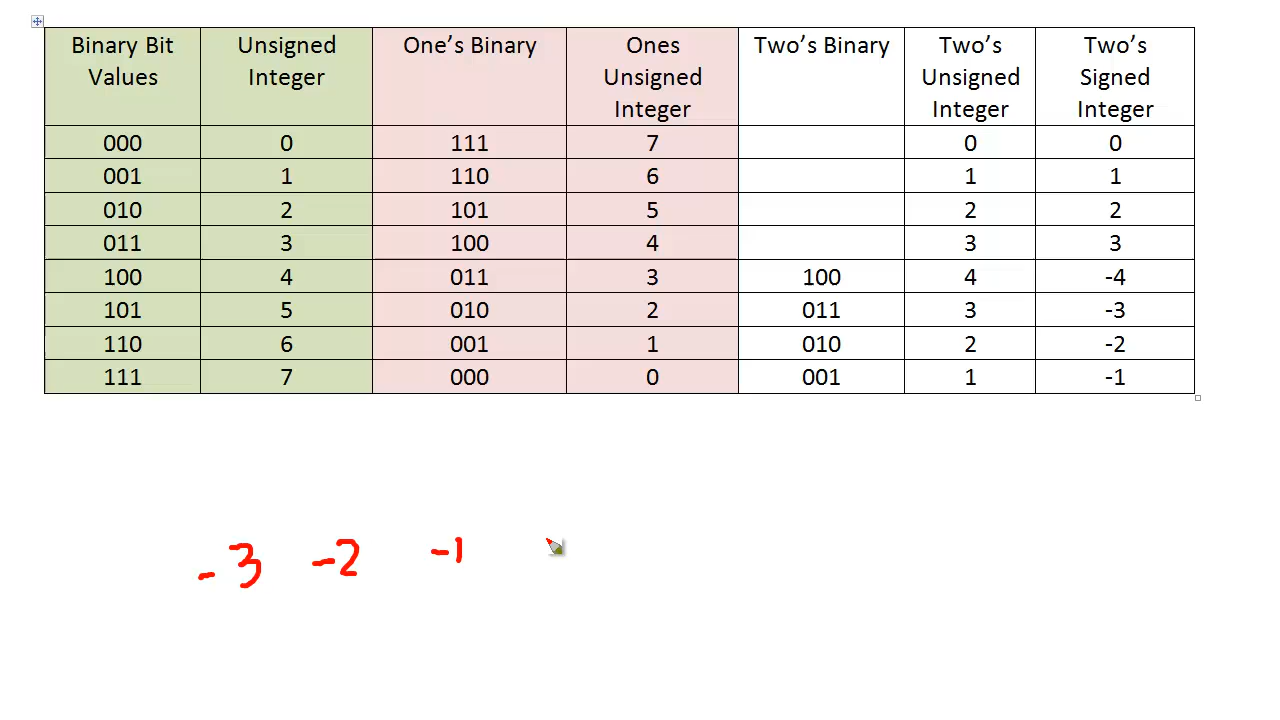 Binary Bit Values Unsigned Integer One's Binary Ones Unsigned Integer Two's Binary Two's Unsigned Integer Two's Signed Integer
000 0 111 7 0 0
001 1 110 6 1 1
010 2 101 5 2 2
011 3 100 4 3 3
100 4 011 3 100 4 -4
101 5 010 2 011 3 -3
110 6 001 1 010 2 -2
111 7 000 0 001 1 -1
-3 -2 -1